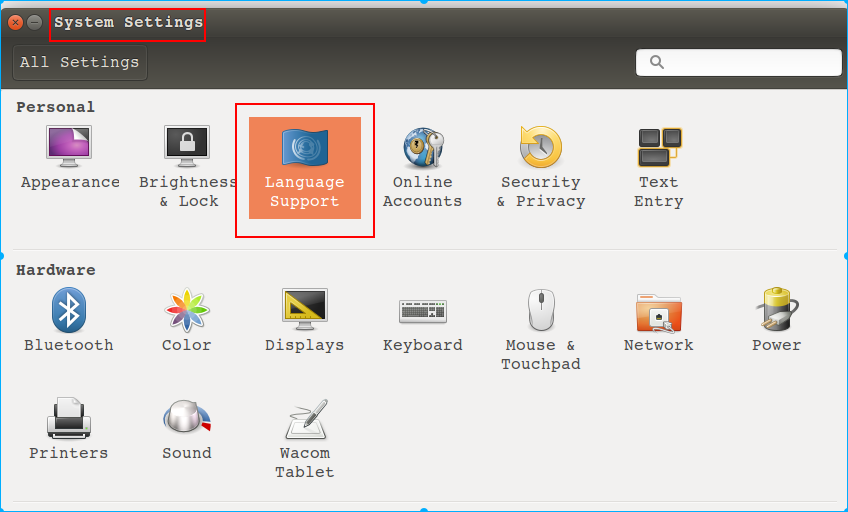 System Settings
All Settings
Personal
Appearance
Brightness
& Lock
Language
Support
Online
Accounts
Security
& Privacy
Text
Entry
Hardware
Bluetooth
Color
Displays
Keyboard
Mouse &
Touchpad
Network
Power
Printers
Sound
Wacom
Tablet